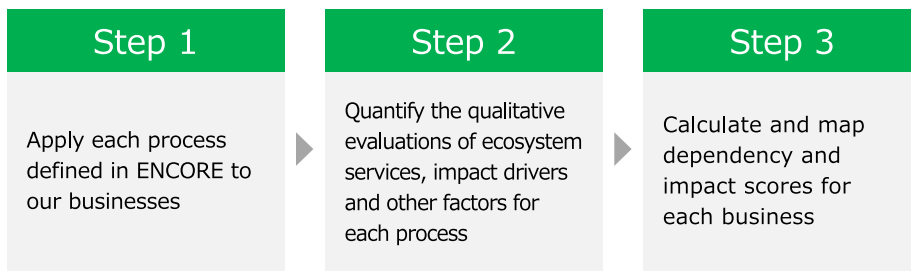 Step 1
Apply each process
defined in ENCORE to
our businesses
Step 2
Quantify the qualitative
evaluations of ecosystem
services, impact drivers
and other factors for
each process
Step 3
Calculate and map
dependency and
impact scores for
each business